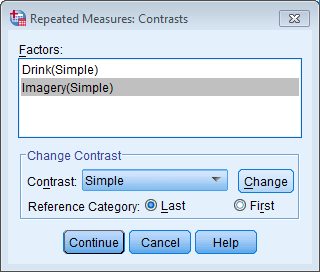 Repeated Measures: Contrasts
Factors:
Drink(Simple)
Imagery(Simple)
Change Contrast
Contrast: Simple Change
Reference Category: Last First
Continue Cancel Help